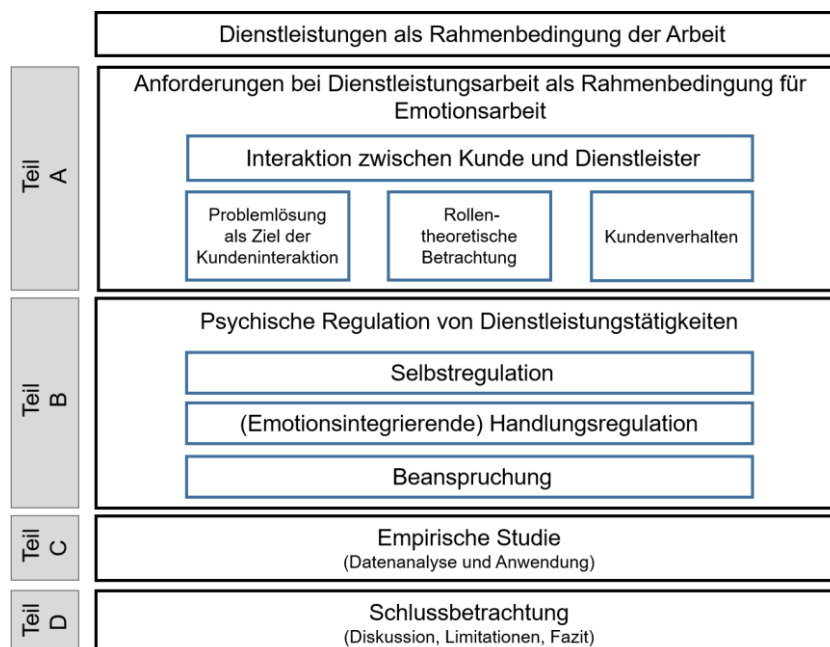 Dienstleistungen als Rahmenbedingung der Arbeit
Teil
A
Anforderungen bei Dienstleistungsarbeit als Rahmenbedingung für
Emotionsarbeit
Interaktion zwischen Kunde und Dienstleister
Problemlösung
als Ziel der
Kundeninteraktion
Rollen-
theoretische
Betrachtung
Kundenverhalten
Teil
B
Psychische Regulation von Dienstleistungstätigkeiten
Selbstregulation
(Emotionsintegrierende) Handlungsregulation
Beanspruchung
Teil
C
Empirische Studie
(Datenanalyse und Anwendung)
Teil
D
Schlussbetrachtung
(Diskussion, Limitationen, Fazit)